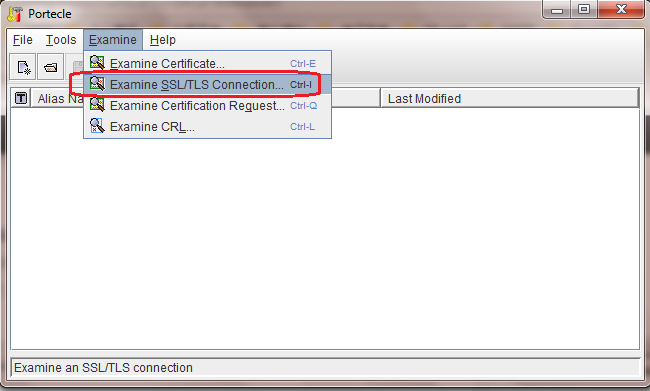 Portecle
File Tools Examine Help
Examine Certificate... Ctrl-E
Examine SSL/TLS Connection... Ctrl-I
Examine Certification Request... Ctrl-Q
Examine CRL... Ctrl-L
T Alias Na Last Modified
Examine an SSL/TLS connection